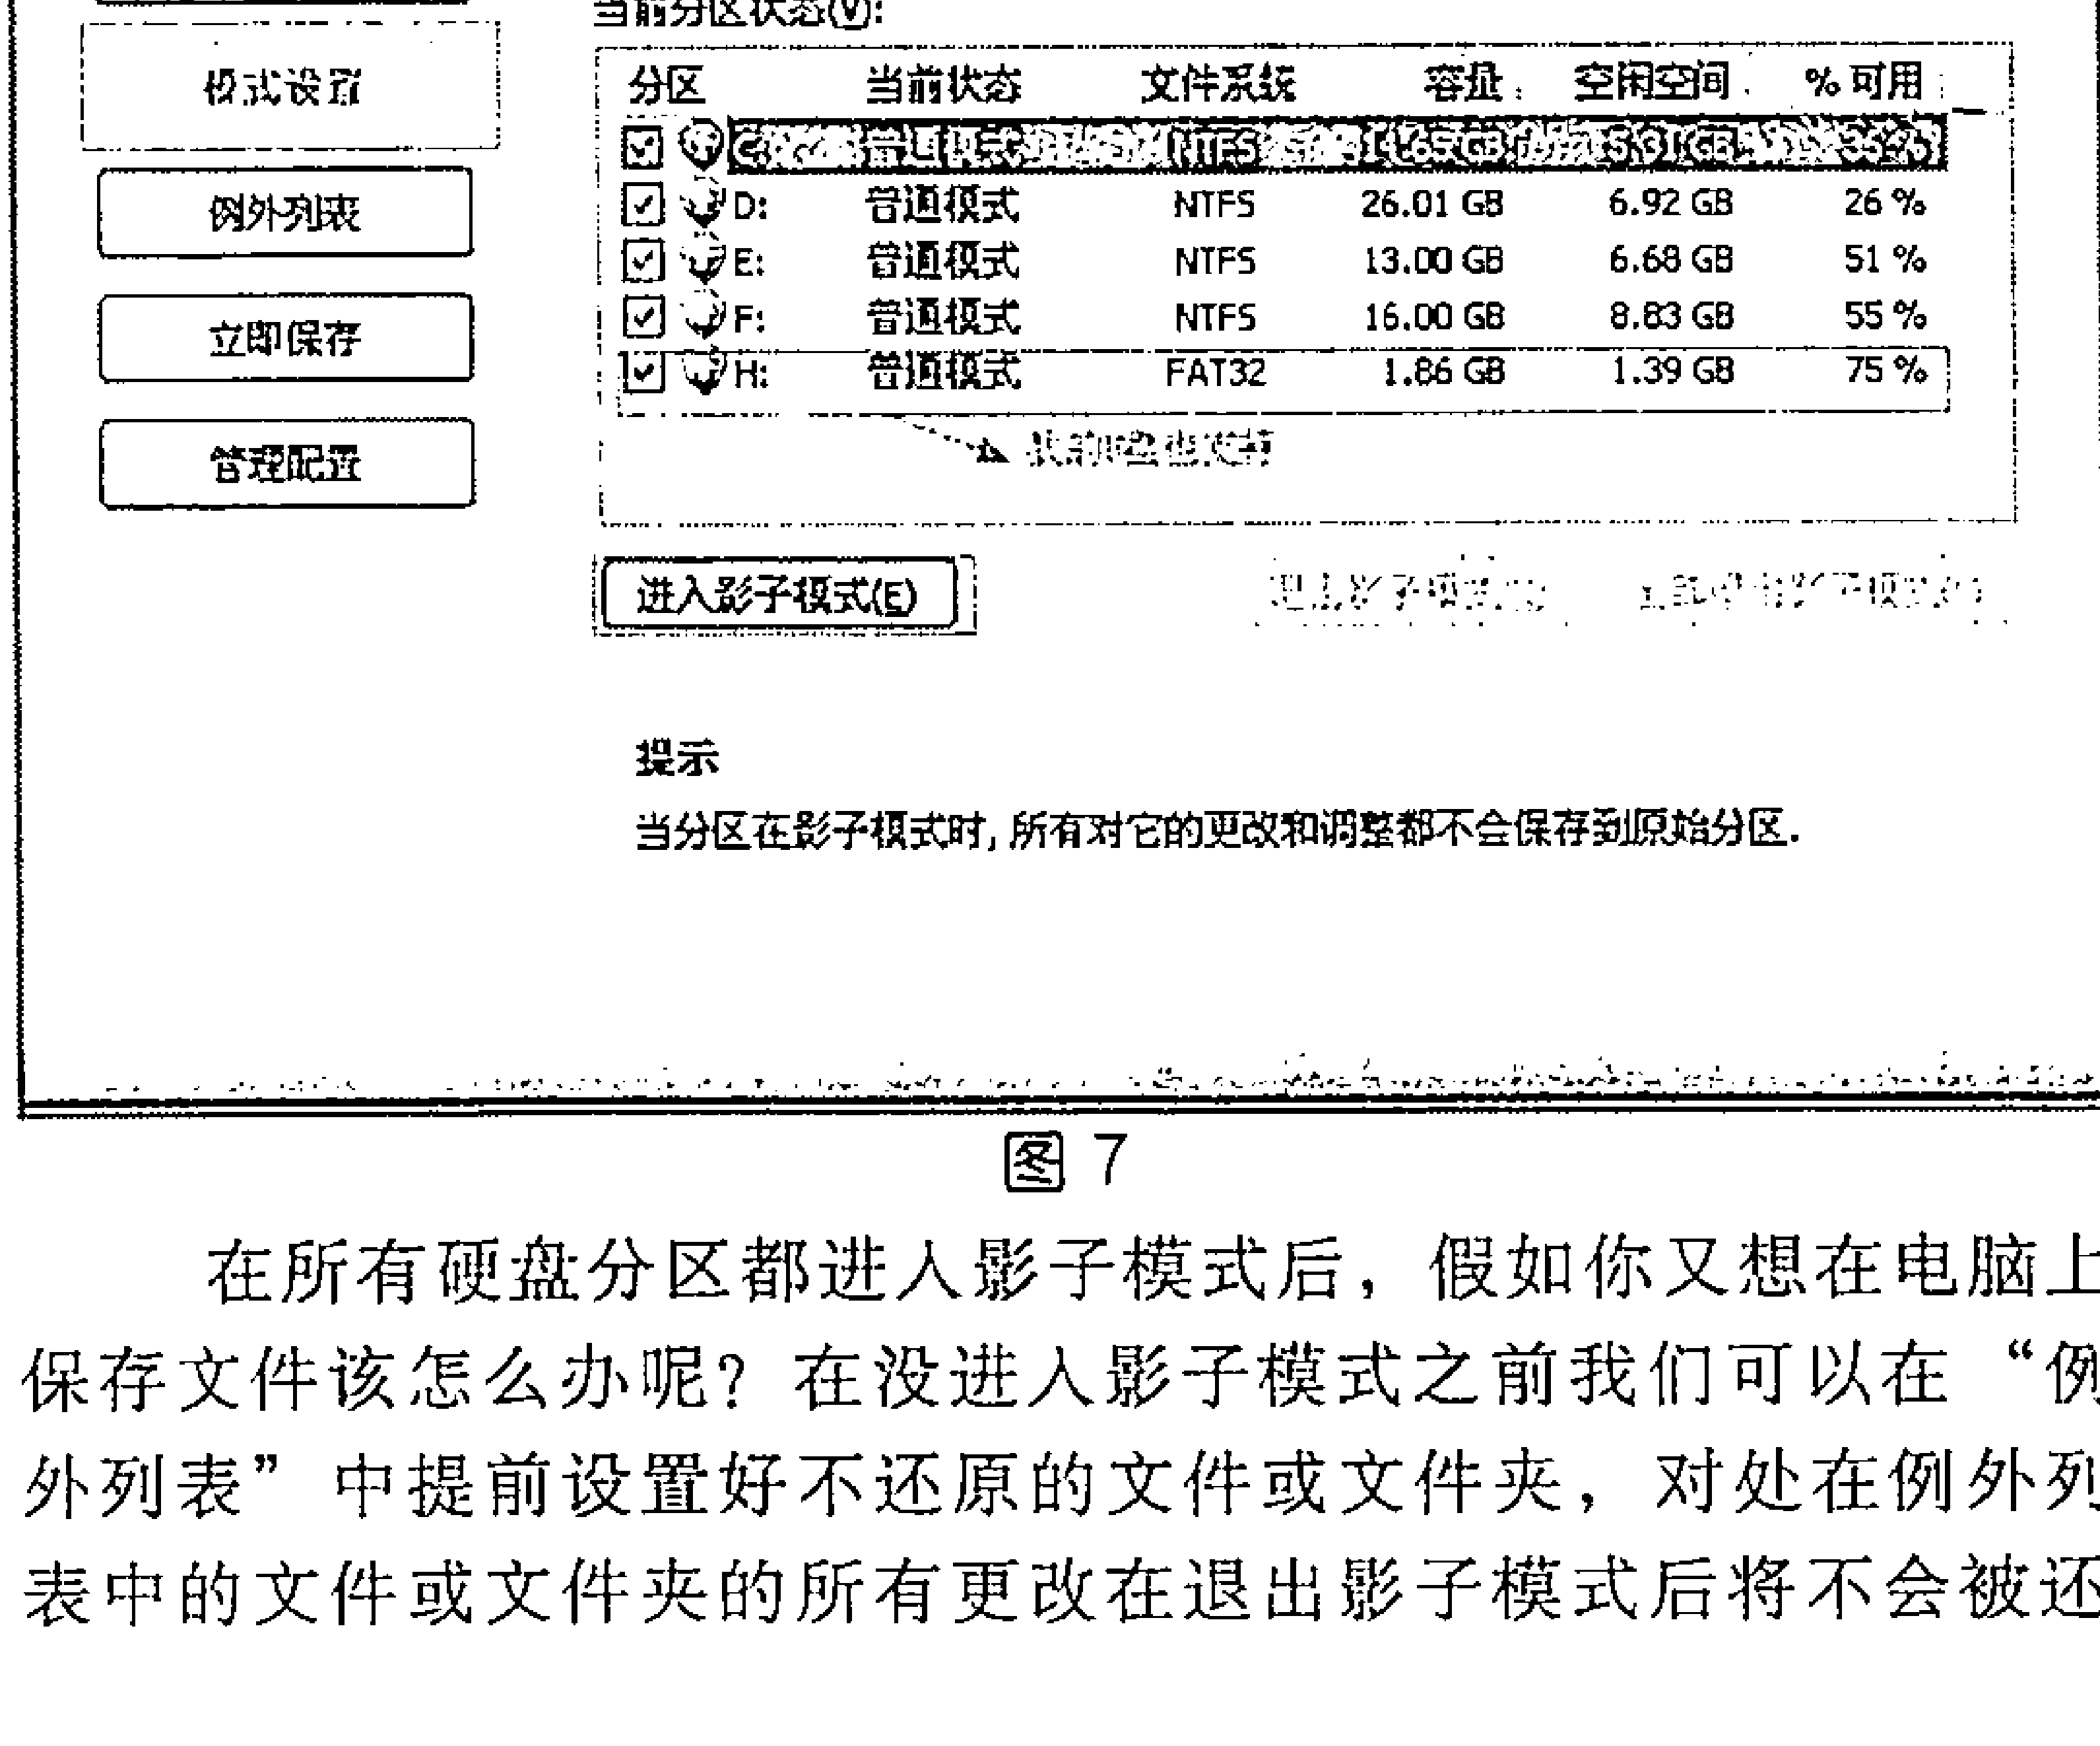 当前分区状态(V):
模式设置
例外列表
立即保存
管理配置
分区 当前状态 文件系统 容量 空闲空间 % 可用
普通模式 NTFS
D: 普通模式 NTFS 26.01 GB 6.92 GB 26 %
E: 普通模式 NTFS 13.00 GB 6.68 GB 51 %
F: 普通模式 NTFS 16.00 GB 8.83 GB 55 %
H: 普通模式 FAT32 1.86 GB 1.39 GB 75 %
进入影子模式(E)
提示
当分区在影子模式时, 所有对它的更改和调整都不会保存到原始分区.
图 7
在所有硬盘分区都进入影子模式后，假如你又想在电脑上
保存文件该怎么办呢？在没进入影子模式之前我们可以在“例
外列表”中提前设置好不还原的文件或文件夹，对处在例外列
表中的文件或文件夹的所有更改在退出影子模式后将不会被还